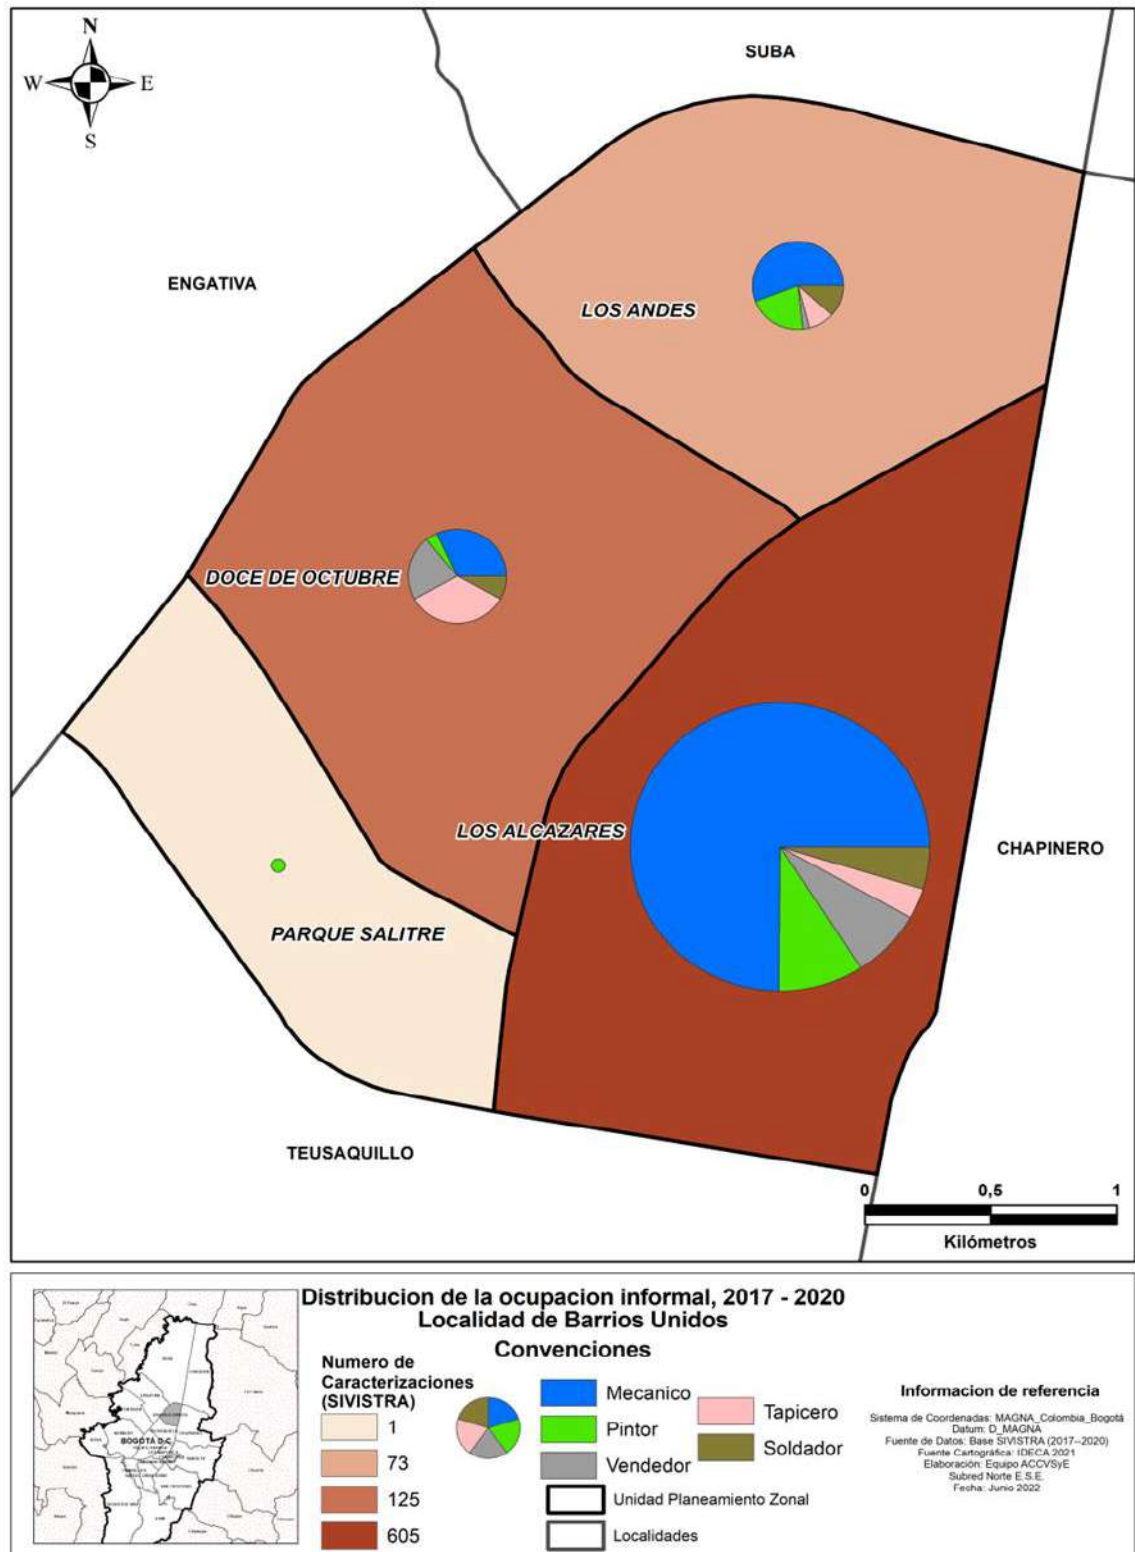 N
W
E
S
SUBA
ENGATIVA
LOS ANDES
DOCE DE OCTUBRE
LOS ALCAZARES
CHAPINERO
PARQUE SALITRE
TEUSAQUILLO
0
0,5
1
Kilómetros
Distribucion de la ocupacion informal, 2017 - 2020
Localidad de Barrios Unidos
Convenciones
Numero de
Caracterizaciones
(SIVISTRA)
1
73
125
605
Mecanico
Pintor
Vendedor
Tapicero
Soldador
Unidad Planeamiento Zonal
Localidades
Informacion de referencia
Sistema de Coordenadas: MAGNA_Colombia_Bogotá
Datum: D_MAGNA
Fuente de Datos: Base SIVISTRA (2017--2020)
Fuente Cartográfica: IDECA 2021
Elaboración: Equipo ACCVSyE
Subred Norte E.S.E.
Fecha: Junio 2022
BOGOTÁ D.C.